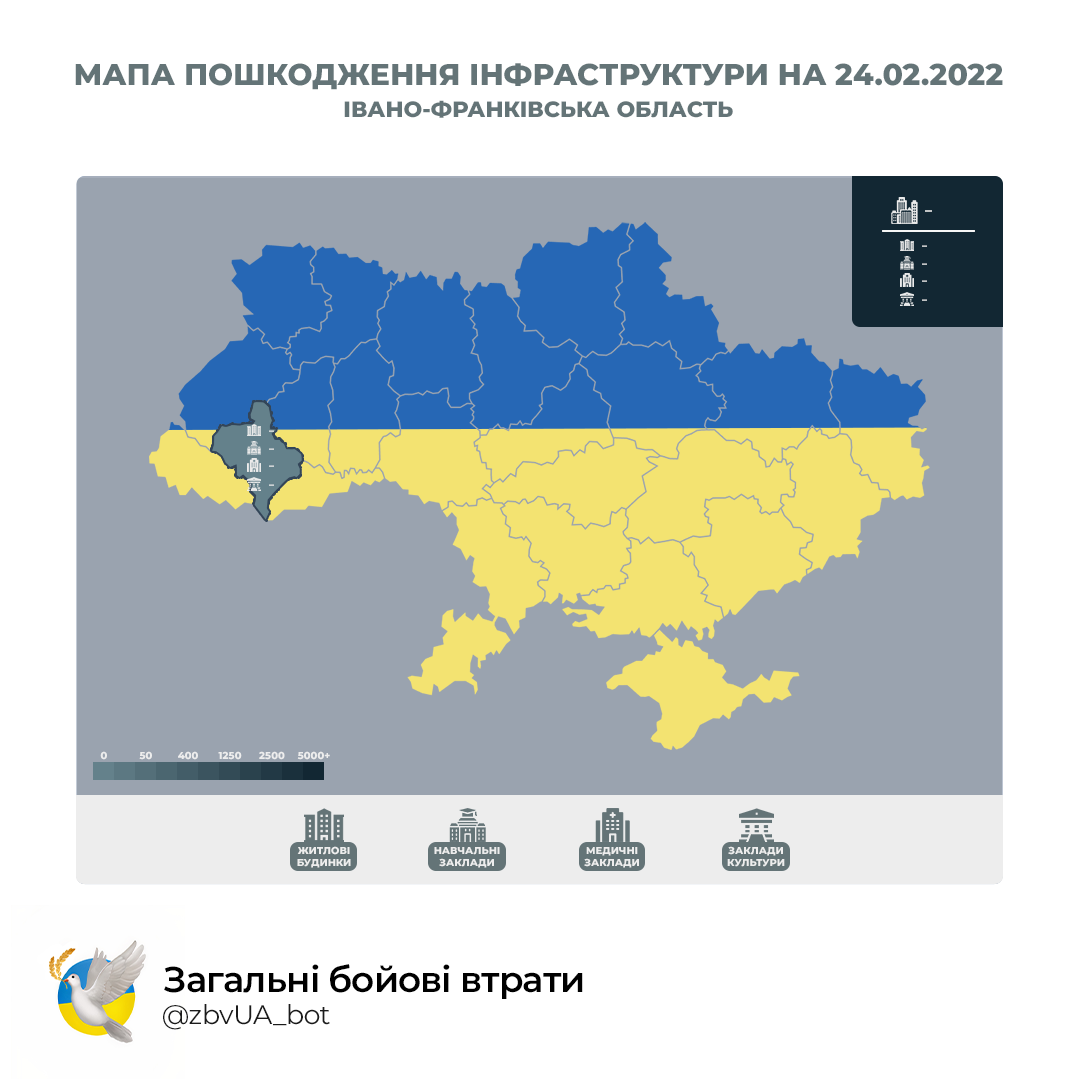 МАПА ПОШКОДЖЕННЯ ІНФРАСТРУКТУРИ НА 24.02.2022
ІВАНО-ФРАНКІВСЬКА ОБЛАСТЬ
–
–
–
–
–
–
–
–
–
0 50 400 1250 2500 5000+
ЖИТЛОВІ
БУДИНКИ
НАВЧАЛЬНІ
ЗАКЛАДИ
МЕДИЧНІ
ЗАКЛАДИ
ЗАКЛАДИ
КУЛЬТУРИ
Загальні бойові втрати
@zbvUA_bot